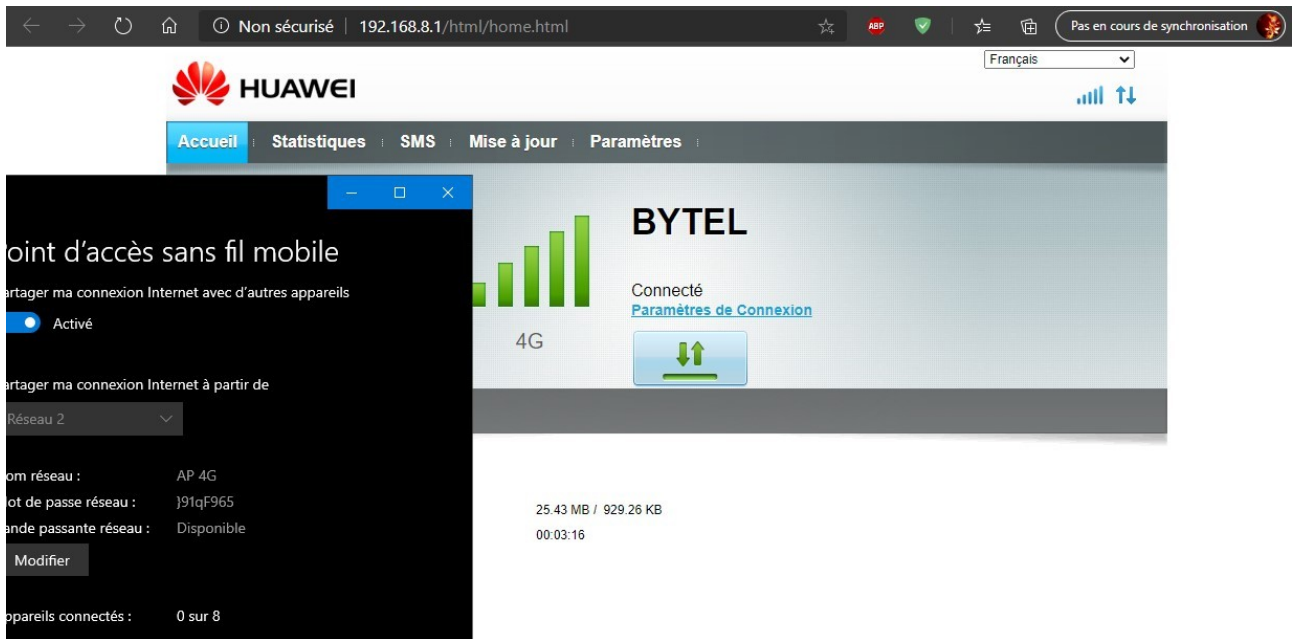 Non sécurisé | 192.168.8.1/html/home.html ABP Pas en cours de synchronisation
Français
HUAWEI
Accueil Statistiques SMS Mise à jour Paramètres
oint d'accès sans fil mobile
artager ma connexion Internet avec d'autres appareils
Activé
artager ma connexion Internet à partir de
Réseau 2
om réseau : AP 4G
ot de passe réseau : }91qF965
ande passante réseau : Disponible
Modifier
ppareils connectés : 0 sur 8
BYTEL
Connecté
Paramètres de Connexion
4G
25.43 MB / 929.26 KB
00:03:16